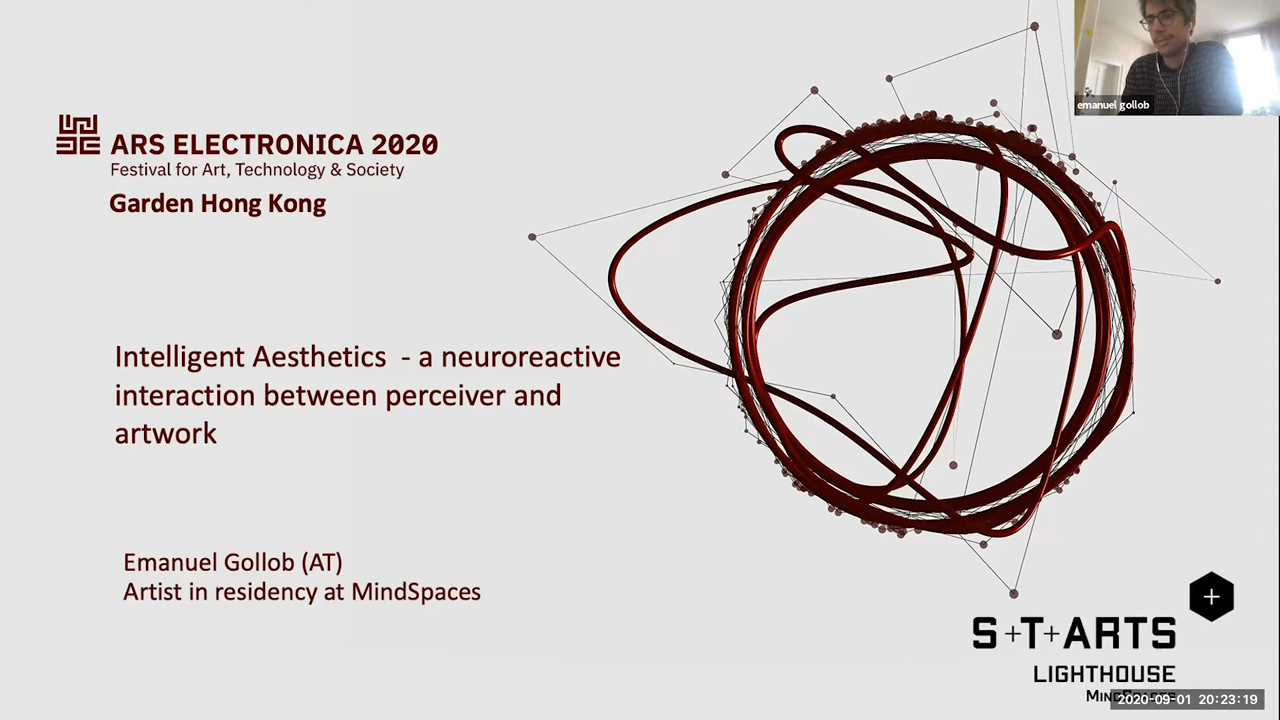 emanuel gollob
ARS ELECTRONICA 2020
Festival for Art, Technology & Society
Garden Hong Kong
Intelligent Aesthetics - a neuroreactive
interaction between perceiver and
artwork
Emanuel Gollob (AT)
Artist in residency at MindSpaces
S+T+ARTS
LIGHTHOUSE
2020-09-01 20:23:19